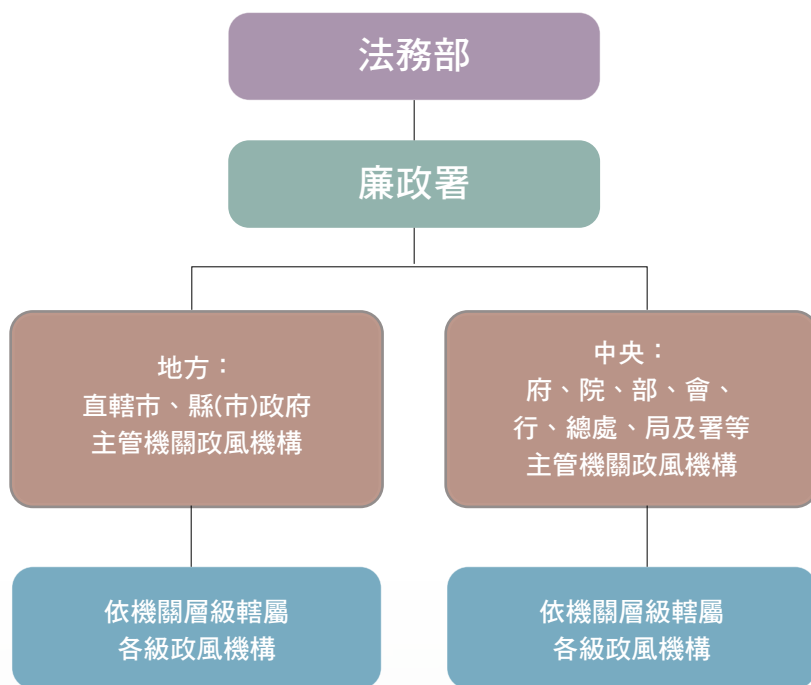 法務部
廉政署
地方：
直轄市、縣(市)政府
主管機關政風機構
中央：
府、院、部、會、
行、總處、局及署等
主管機關政風機構
依機關層級轄屬
各級政風機構
依機關層級轄屬
各級政風機構